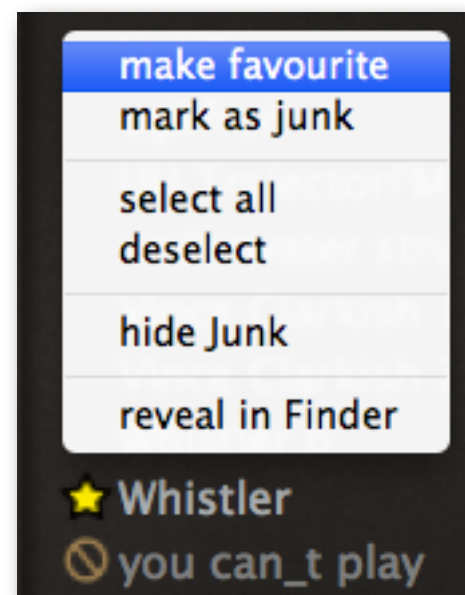 make favourite
mark as junk
select all
deselect
hide Junk
reveal in Finder
Whistler
you can_t play